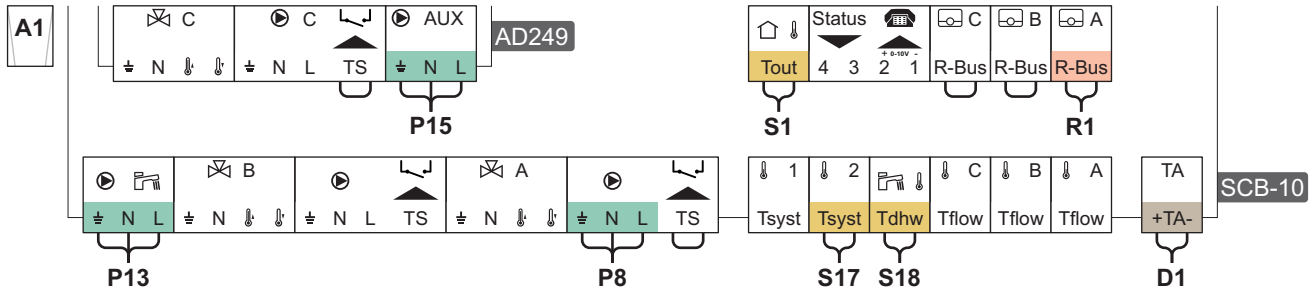 A1
C C AUX AD249
⏚ N ⏚ N L TS ⏚ N L
P15
Status C B A
+ 0-10V -
Tout 4 3 2 1 R-Bus R-Bus R-Bus
S1 R1
B A
⏚ N L ⏚ N ⏚ N L TS ⏚ N ⏚ N L TS
P13 P8
1 2 C B A TA SCB-10
Tsyst Tsyst Tdhw Tflow Tflow Tflow +TA-
S17 S18 D1